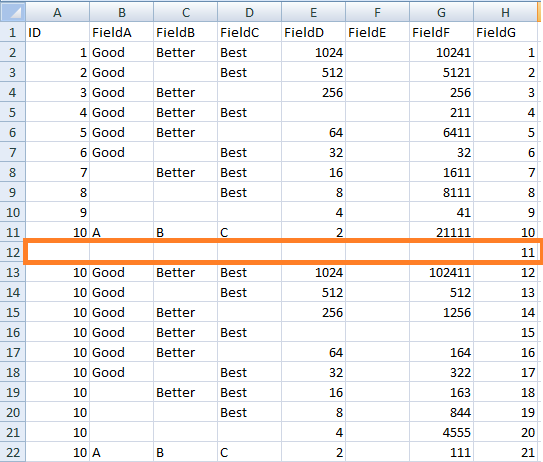 A B C D E F G H
1 ID FieldA FieldB FieldC FieldD FieldE FieldF FieldG
2 1 Good Better Best 1024 10241 1
3 2 Good Best 512 5121 2
4 3 Good Better 256 256 3
5 4 Good Better Best 211 4
6 5 Good Better 64 6411 5
7 6 Good Best 32 32 6
8 7 Better Best 16 1611 7
9 8 Best 8 8111 8
10 9 4 41 9
11 10 A B C 2 21111 10
12 11
13 10 Good Better Best 1024 102411 12
14 10 Good Best 512 512 13
15 10 Good Better 256 1256 14
16 10 Good Better Best 15
17 10 Good Better 64 164 16
18 10 Good Best 32 322 17
19 10 Better Best 16 163 18
20 10 Best 8 844 19
21 10 4 4555 20
22 10 A B C 2 111 21